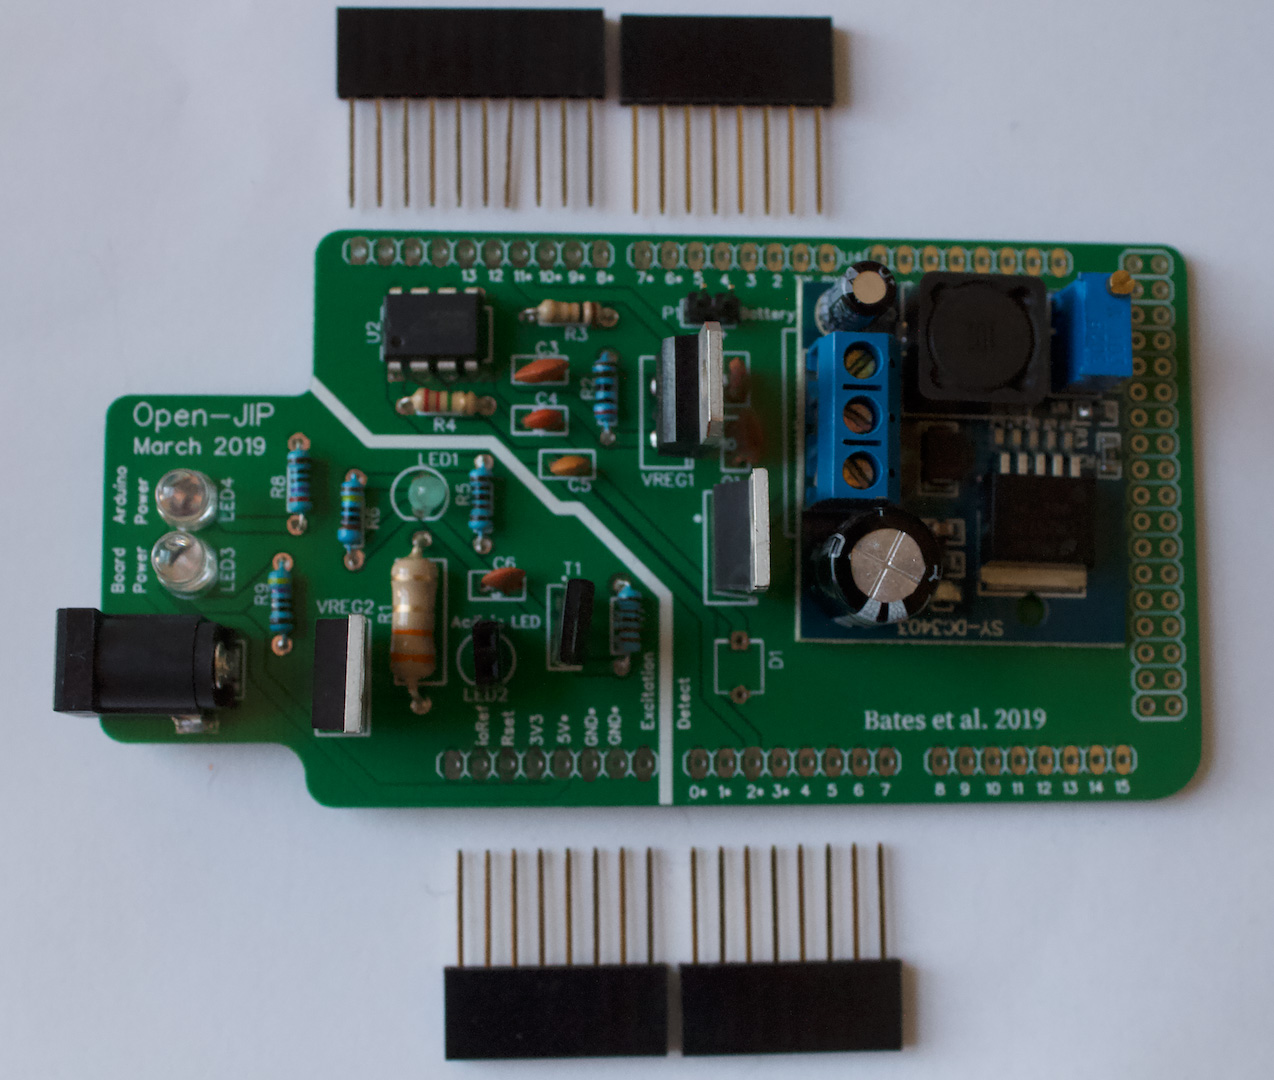 13 12 11* 10* 9* 8*
7* 6* 5 4 3 2
U2
R3
P1
Battery
C3
R2
C4
R4
VREG1
C5
Open-JIP
March 2019
LED1
Arduino
Power
LED4
R8
R6
R5
Board
Power
LED3
R9
C6
T1
VREG2
R1
LED
LED2
SY-DC3403
D1
Excitation
Detect
Bates et al. 2019
IoRef
Rset
3V3
5V*
GND*
GND*
0* 1* 2* 3* 4 5 6 7
8 9 10 11 12 13 14 15